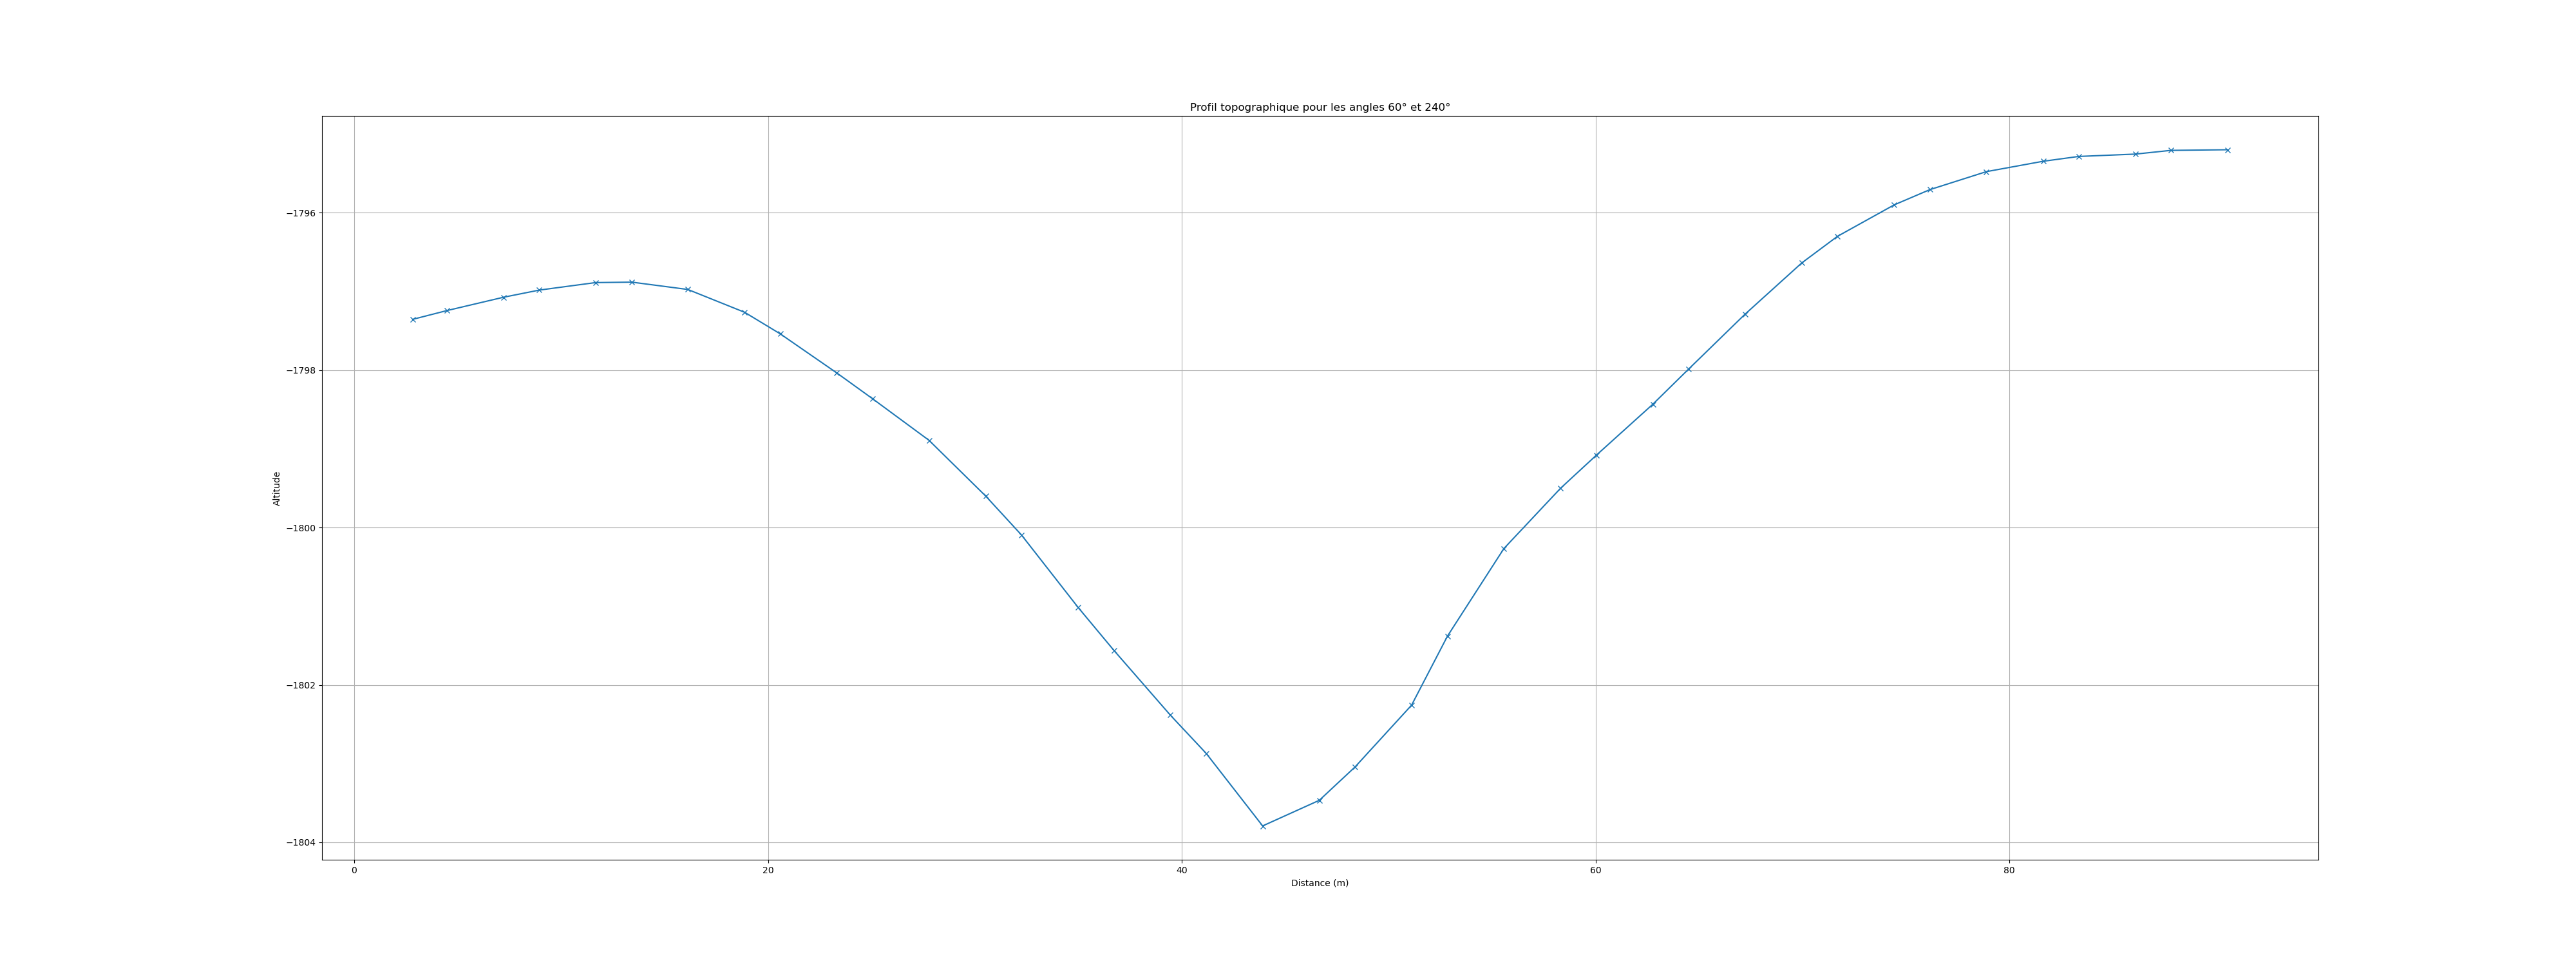 Profil topographique pour les angles 60° et 240°
Altitude
−1796
−1798
−1800
−1802
−1804
0 20 40 60 80
Distance (m)